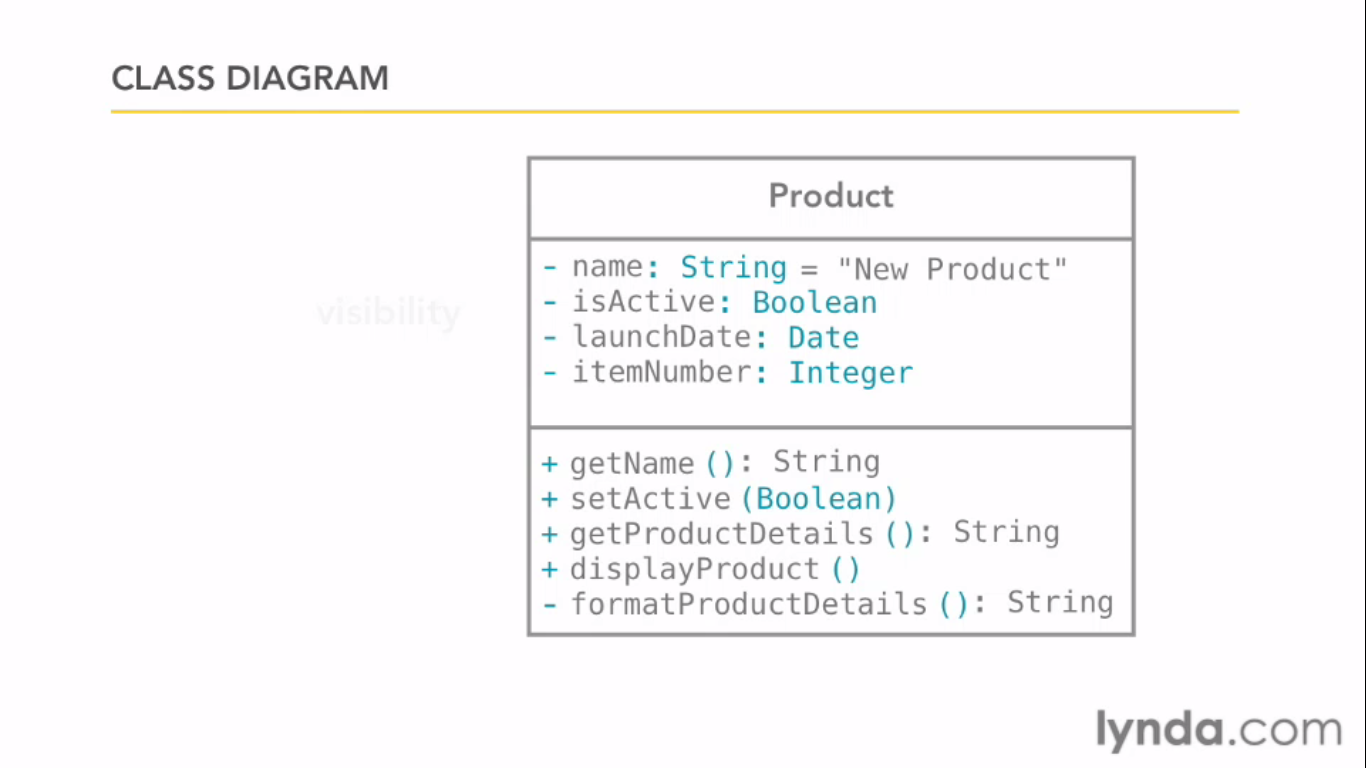 CLASS DIAGRAM
Product
- name: String = "New Product"
- isActive: Boolean
- launchDate: Date
- itemNumber: Integer
visibility
+ getName (): String
+ setActive (Boolean)
+ getProductDetails (): String
+ displayProduct ()
- formatProductDetails (): String
lynda.com